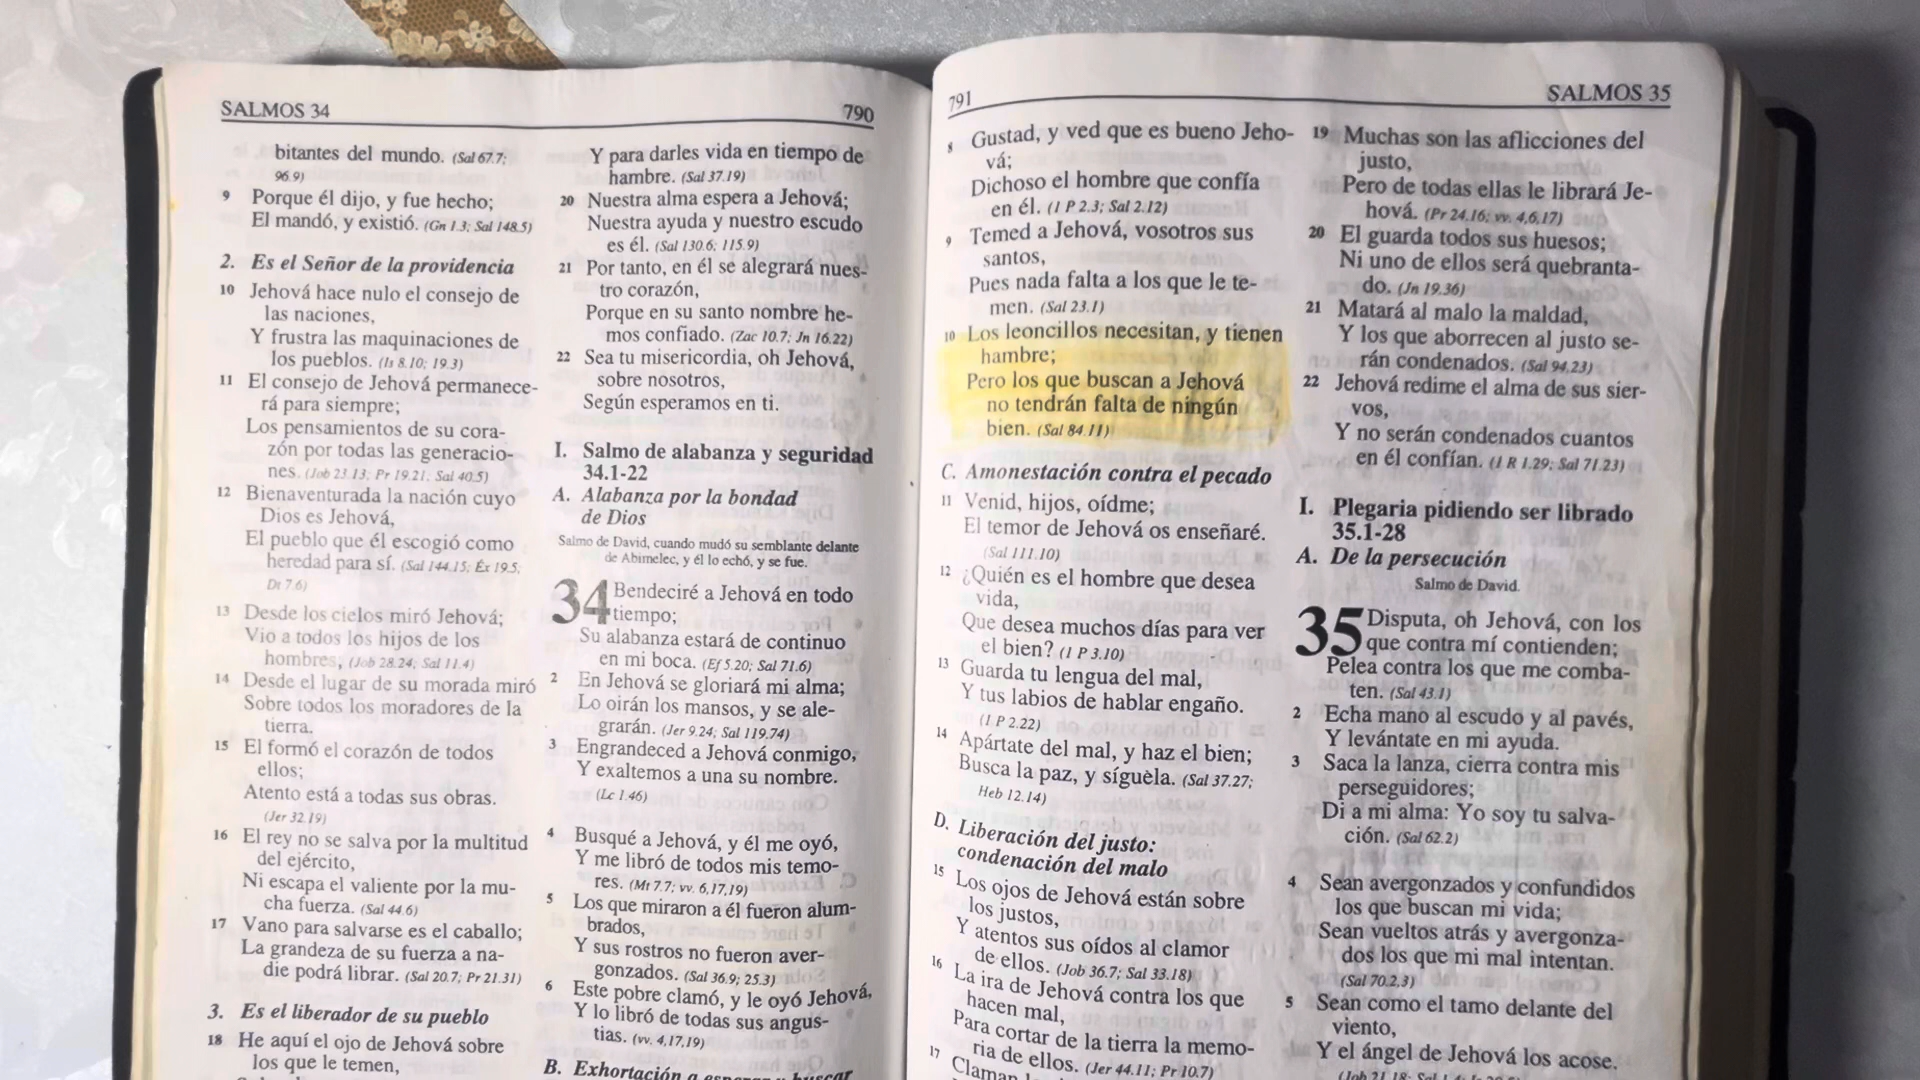 SALMOS 34
790
bitantes del mundo. (Sal 67.7;
96.9)
9 Porque él dijo, y fue hecho;
El mandó, y existió. (Gn 1.3; Sal 148.5)
2. Es el Señor de la providencia
10 Jehová hace nulo el consejo de
las naciones,
Y frustra las maquinaciones de
los pueblos. (Is 8.10; 19.3)
11 El consejo de Jehová permanece-
rá para siempre;
Los pensamientos de su cora-
zón por todas las generacio-
nes. (Job 23.13; Pr 19.21; Sal 40.5)
12 Bienaventurada la nación cuyo
Dios es Jehová,
El pueblo que él escogió como
heredad para sí. (Sal 144.15; Éx 19.5;
Dt 7.6)
13 Desde los cielos miró Jehová;
Vio a todos los hijos de los
hombres, (Job 28.24; Sal 11.4)
14 Desde el lugar de su morada miró
Sobre todos los moradores de la
tierra.
15 El formó el corazón de todos
ellos;
Atento está a todas sus obras.
(Jer 32.19)
16 El rey no se salva por la multitud
del ejército,
Ni escapa el valiente por la mu-
cha fuerza. (Sal 44.6)
17 Vano para salvarse es el caballo;
La grandeza de su fuerza a na-
die podrá librar. (Sal 20.7; Pr 21.31)
3. Es el liberador de su pueblo
18 He aquí el ojo de Jehová sobre
los que le temen,
Y para darles vida en tiempo de
hambre. (Sal 37.19)
20 Nuestra alma espera a Jehová;
Nuestra ayuda y nuestro escudo
es él. (Sal 130.6; 115.9)
21 Por tanto, en él se alegrará nues-
tro corazón,
Porque en su santo nombre he-
mos confiado. (Zac 10.7; Jn 16.22)
22 Sea tu misericordia, oh Jehová,
sobre nosotros,
Según esperamos en ti.
I. Salmo de alabanza y seguridad
34.1-22
A. Alabanza por la bondad
de Dios
Salmo de David, cuando mudó su semblante delante
de Abimelec, y él lo echó, y se fue.
34 Bendeciré a Jehová en todo
tiempo;
Su alabanza estará de continuo
en mi boca. (Ef 5.20; Sal 71.6)
2 En Jehová se gloriará mi alma;
Lo oirán los mansos, y se ale-
grarán. (Jer 9.24; Sal 119.74)
3 Engrandeced a Jehová conmigo,
Y exaltemos a una su nombre.
(Lc 1.46)
4 Busqué a Jehová, y él me oyó,
Y me libró de todos mis temo-
res. (Mt 7.7; vv. 6,17,19)
5 Los que miraron a él fueron alum-
brados,
Y sus rostros no fueron aver-
gonzados. (Sal 36.9; 25.3)
6 Este pobre clamó, y le oyó Jehová,
Y lo libró de todas sus angus-
tias. (vv. 4,17,19)
B. Exhortación a esperar y buscar
791
SALMOS 35
8 Gustad, y ved que es bueno Jeho-
vá;
Dichoso el hombre que confía
en él. (1 P 2.3; Sal 2.12)
9 Temed a Jehová, vosotros sus
santos,
Pues nada falta a los que le te-
men. (Sal 23.1)
10 Los leoncillos necesitan, y tienen
hambre;
Pero los que buscan a Jehová
no tendrán falta de ningún
bien. (Sal 84.11)
C. Amonestación contra el pecado
11 Venid, hijos, oídme;
El temor de Jehová os enseñaré.
(Sal 111.10)
12 ¿Quién es el hombre que desea
vida,
Que desea muchos días para ver
el bien? (1 P 3.10)
13 Guarda tu lengua del mal,
Y tus labios de hablar engaño.
(1 P 2.22)
14 Apártate del mal, y haz el bien;
Busca la paz, y síguela. (Sal 37.27;
Heb 12.14)
D. Liberación del justo:
condenación del malo
15 Los ojos de Jehová están sobre
los justos,
Y atentos sus oídos al clamor
de ellos. (Job 36.7; Sal 33.18)
16 La ira de Jehová contra los que
hacen mal,
Para cortar de la tierra la memo-
ria de ellos. (Jer 44.11; Pr 10.7)
17 Claman
19 Muchas son las aflicciones del
justo,
Pero de todas ellas le librará Je-
hová. (Pr 24.16; vv. 4,6,17)
20 El guarda todos sus huesos;
Ni uno de ellos será quebranta-
do. (Jn 19.36)
21 Matará al malo la maldad,
Y los que aborrecen al justo se-
rán condenados. (Sal 94.23)
22 Jehová redime el alma de sus sier-
vos,
Y no serán condenados cuantos
en él confían. (1 R 1.29; Sal 71.23)
I. Plegaria pidiendo ser librado
35.1-28
A. De la persecución
Salmo de David.
35 Disputa, oh Jehová, con los
que contra mí contienden;
Pelea contra los que me comba-
ten. (Sal 43.1)
2 Echa mano al escudo y al pavés,
Y levántate en mi ayuda.
3 Saca la lanza, cierra contra mis
perseguidores;
Di a mi alma: Yo soy tu salva-
ción. (Sal 62.2)
4 Sean avergonzados y confundidos
los que buscan mi vida;
Sean vueltos atrás y avergonza-
dos los que mi mal intentan.
(Sal 70.2,3)
5 Sean como el tamo delante del
viento,
Y el ángel de Jehová los acose.